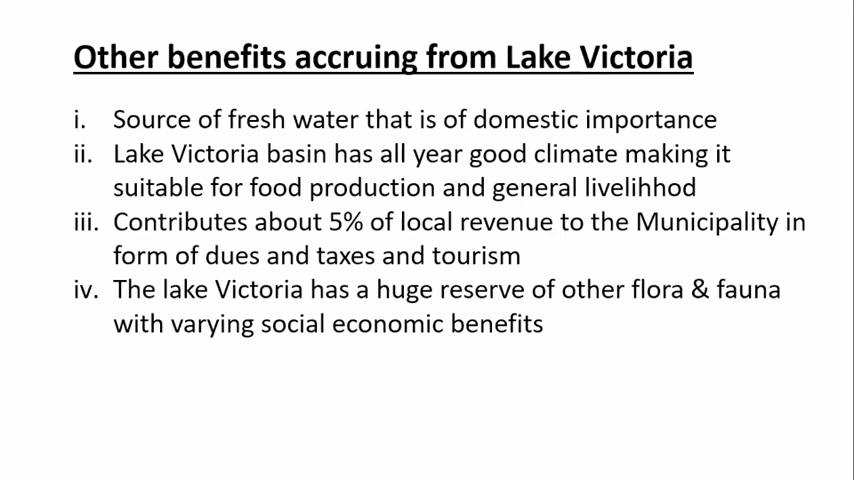 Other benefits accruing from Lake Victoria
i. Source of fresh water that is of domestic importance
ii. Lake Victoria basin has all year good climate making it
suitable for food production and general livelihhod
iii. Contributes about 5% of local revenue to the Municipality in
form of dues and taxes and tourism
iv. The lake Victoria has a huge reserve of other flora & fauna
with varying social economic benefits